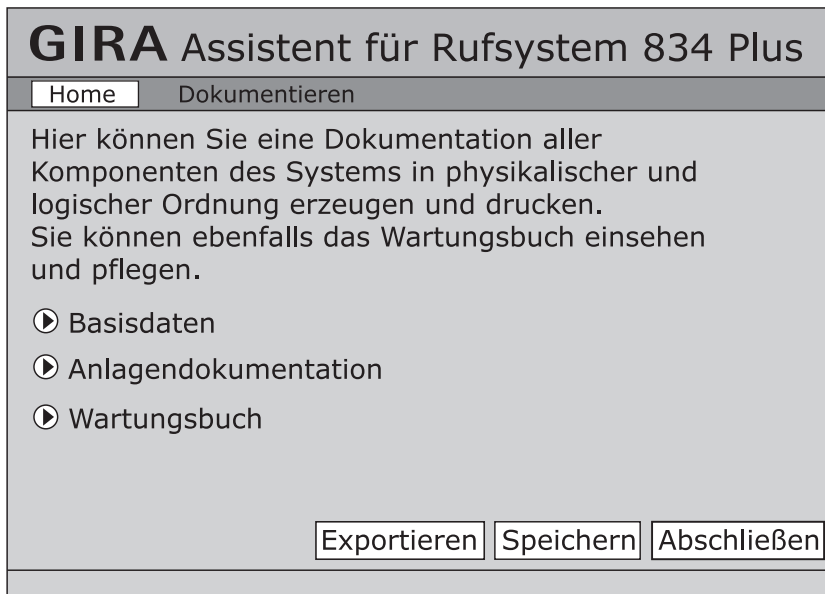 GIRA Assistent für Rufsystem 834 Plus
Home Dokumentieren
Hier können Sie eine Dokumentation aller
Komponenten des Systems in physikalischer und
logischer Ordnung erzeugen und drucken.
Sie können ebenfalls das Wartungsbuch einsehen
und pflegen.
Basisdaten
Anlagendokumentation
Wartungsbuch
Exportieren Speichern Abschließen